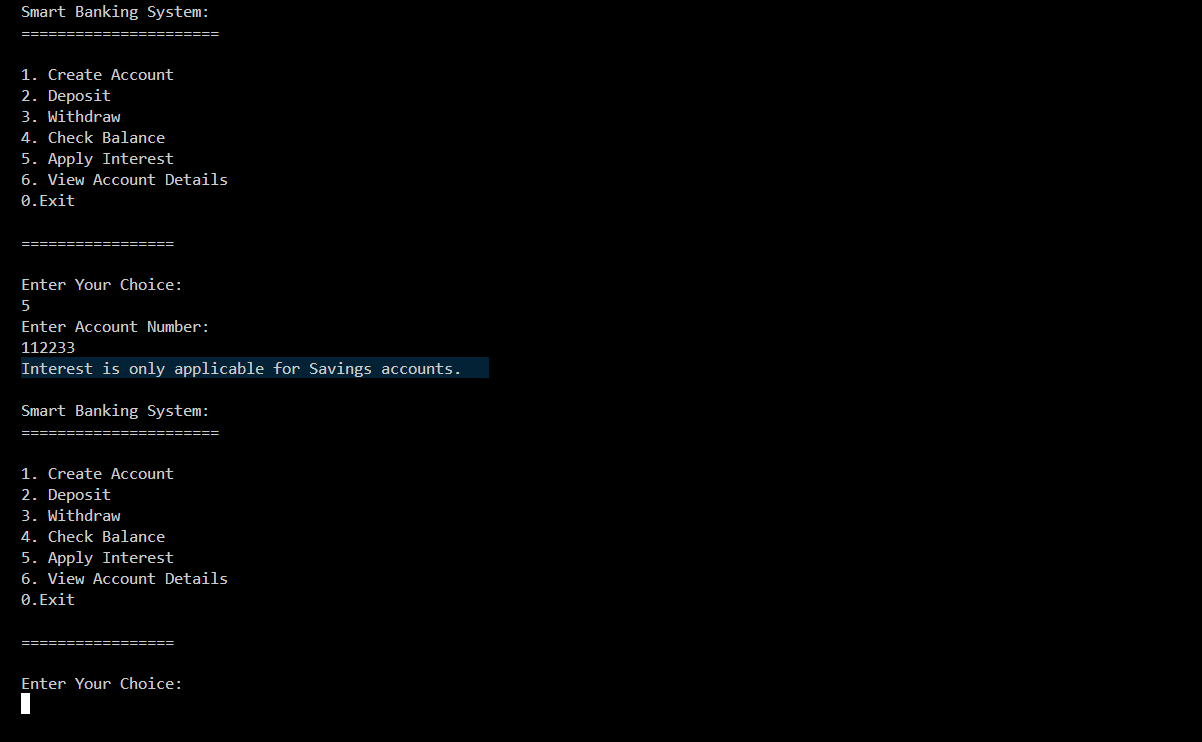 Smart Banking System:
======================
1. Create Account
2. Deposit
3. Withdraw
4. Check Balance
5. Apply Interest
6. View Account Details
0.Exit
=================
Enter Your Choice:
5
Enter Account Number:
112233
Interest is only applicable for Savings accounts.
Smart Banking System:
======================
1. Create Account
2. Deposit
3. Withdraw
4. Check Balance
5. Apply Interest
6. View Account Details
0.Exit
=================
Enter Your Choice: